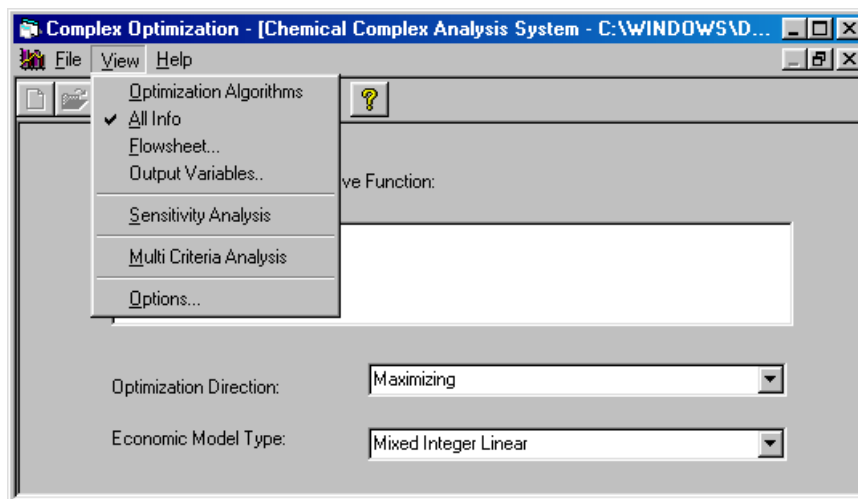 Complex Optimization - [Chemical Complex Analysis System - C:\WINDOWS\D...
File View Help
Optimization Algorithms
✔ All Info
Flowsheet...
Output Variables..
Sensitivity Analysis
Multi Criteria Analysis
Options...
ve Function:
Optimization Direction: Maximizing
Economic Model Type: Mixed Integer Linear